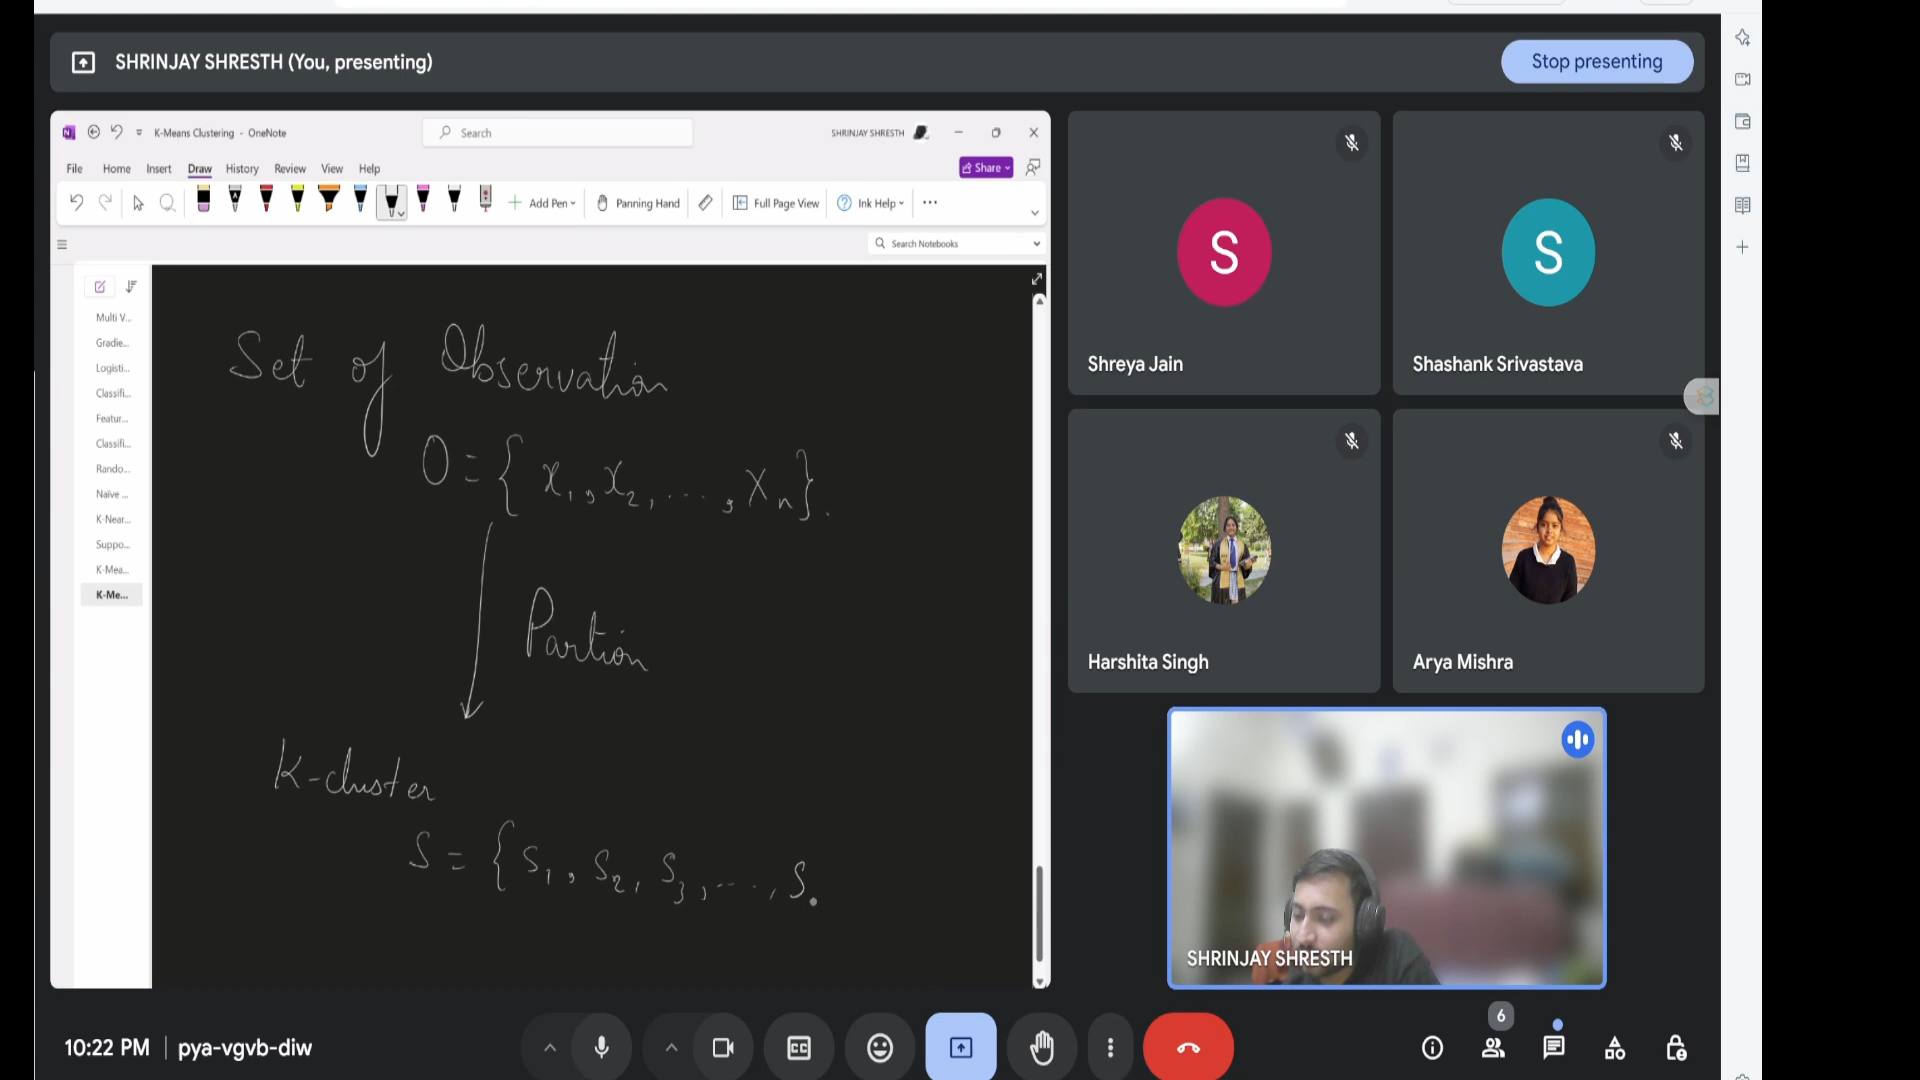 SHRINJAY SHRESTH (You, presenting)
Stop presenting
K-Means Clustering - OneNote
Search
SHRINJAY SHRESTH
File Home Insert Draw History Review View Help
Share
Add Pen
Panning Hand
Full Page View
Ink Help
Search Notebooks
Multi V...
Gradie...
Logisti...
Classifi...
Featur...
Classifi...
Rando...
Naïve ...
K-Near...
Suppo...
K-Mea...
K-Me...
Set of Observation
O = { x1, x2, ...., xn}.
Partion
K-cluster
S = { S1, S2, S3, ...., S
S
Shreya Jain
S
Shashank Srivastava
Harshita Singh
Arya Mishra
SHRINJAY SHRESTH
10:22 PM | pya-vgvb-diw
CC
6